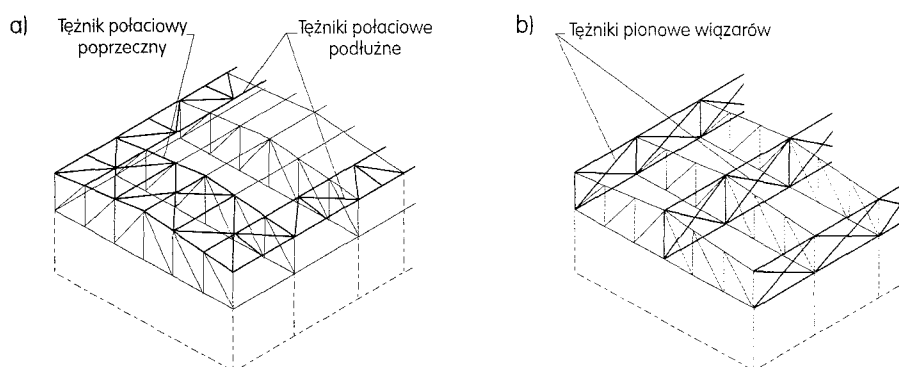 a)
Tężnik połaciowy
poprzeczny
Tężniki połaciowe
podłużne
b)
Tężniki pionowe wiązarów